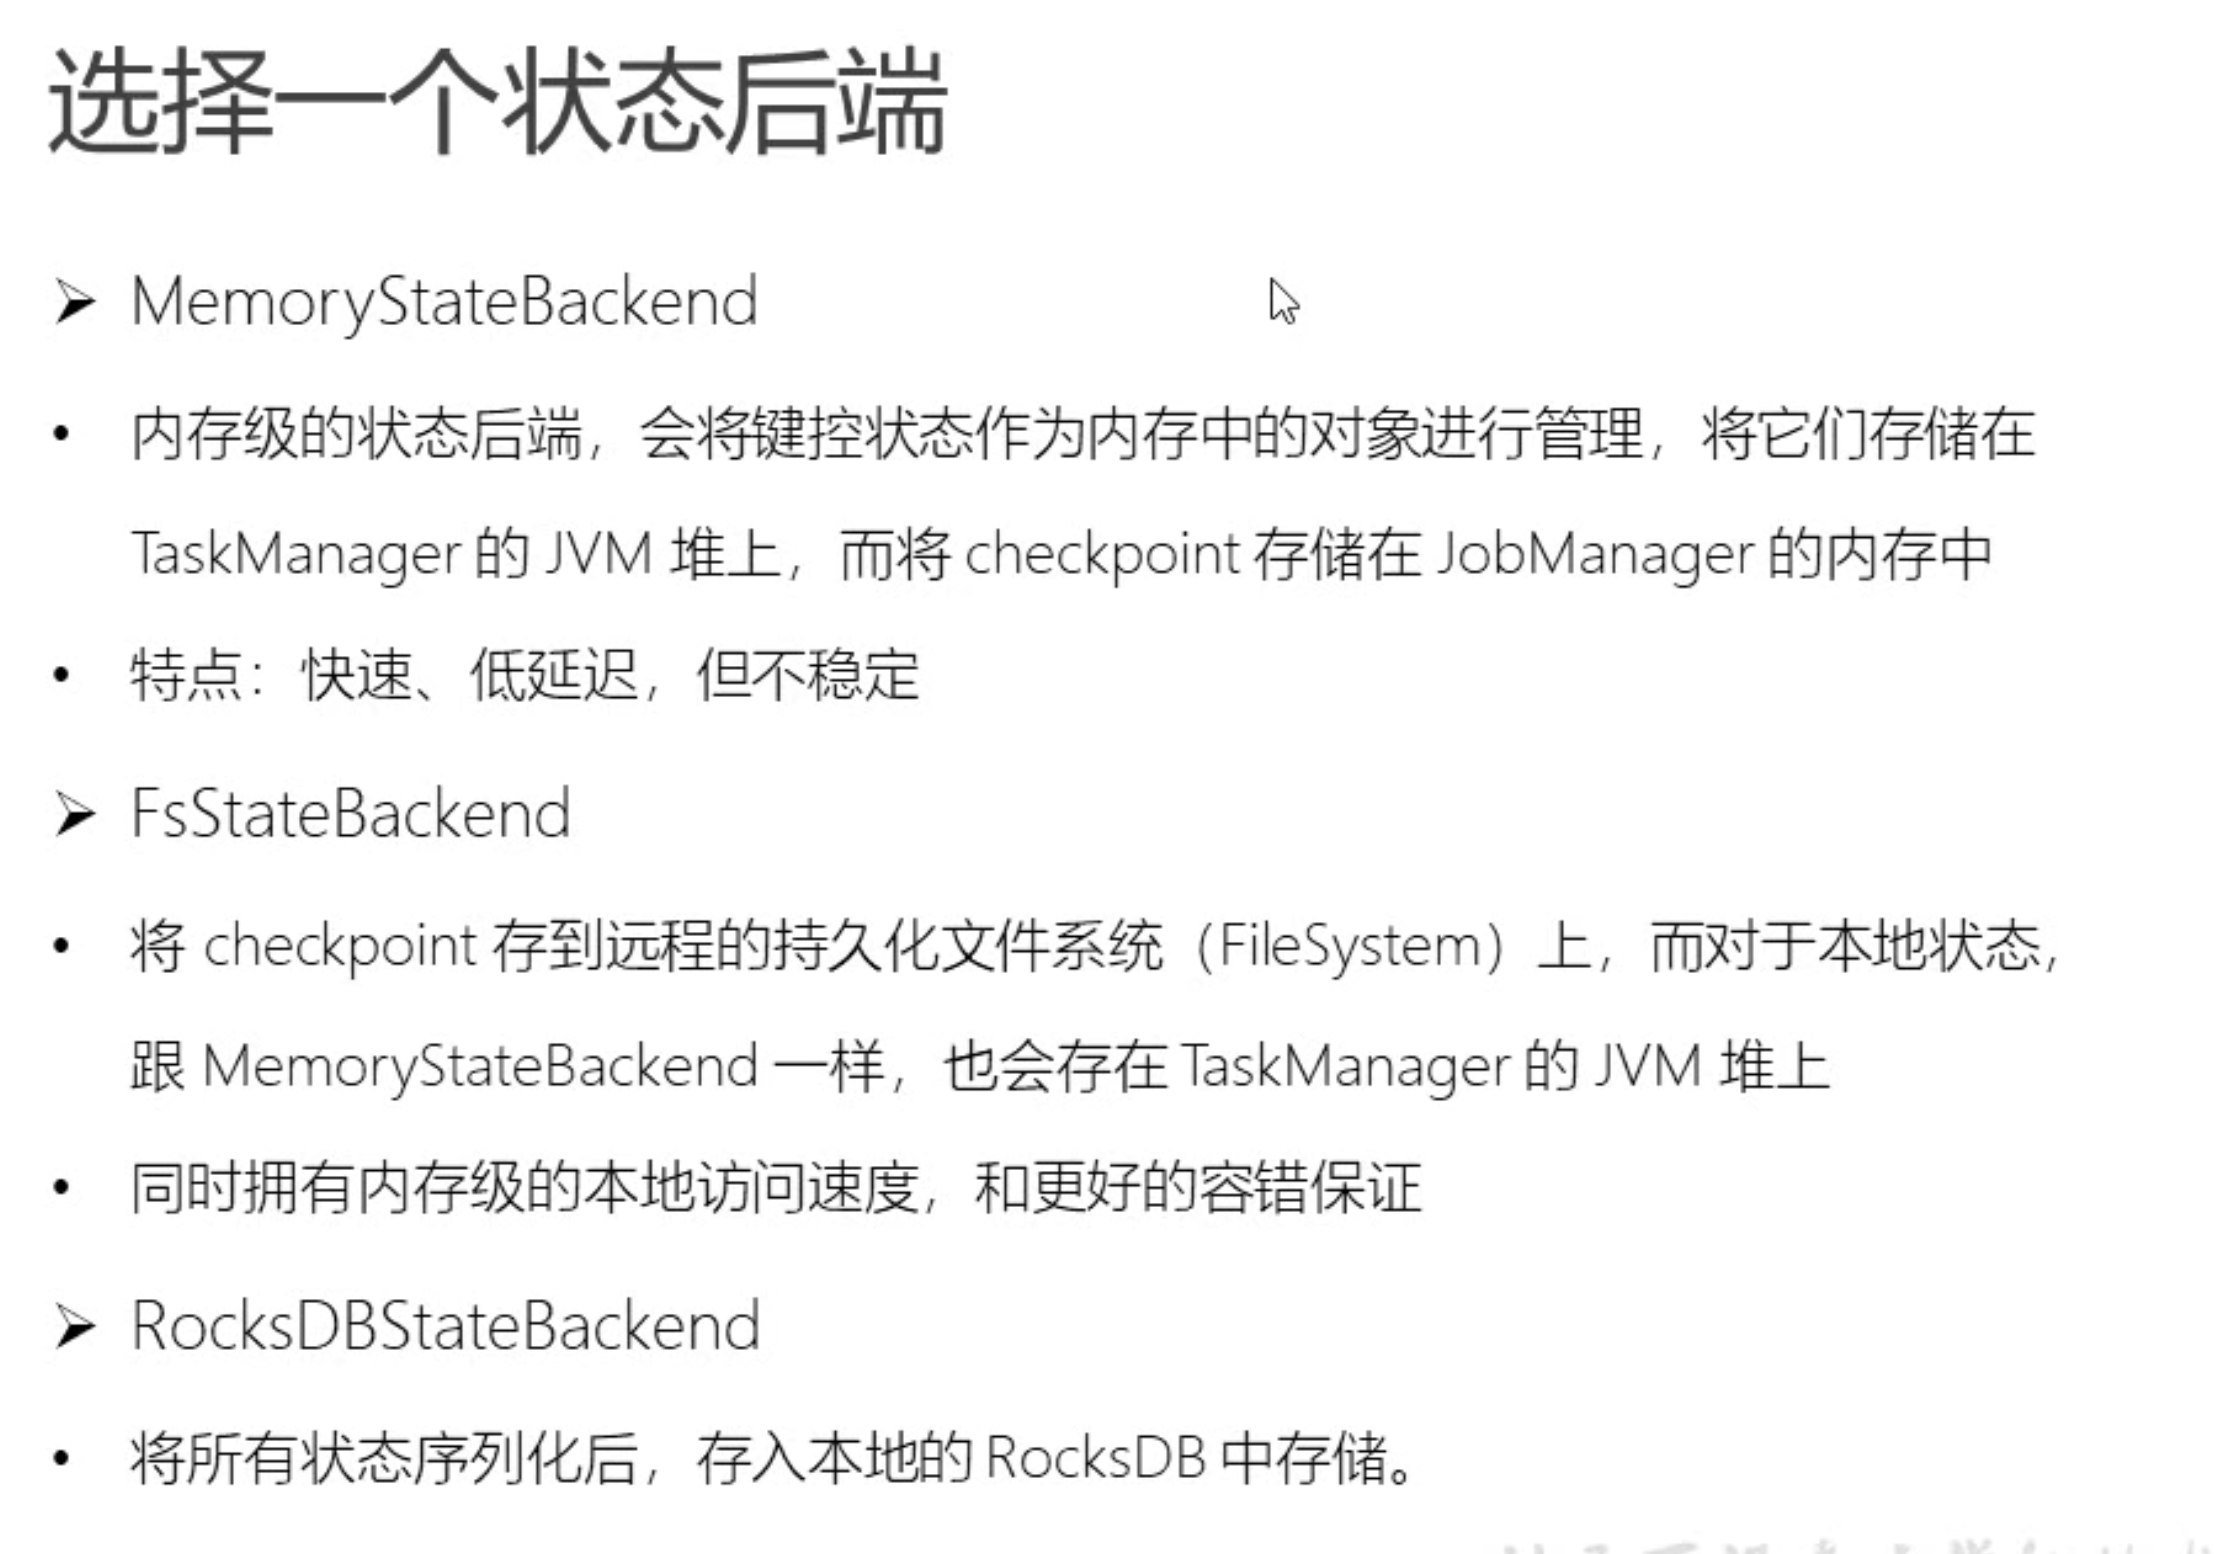 选择一个状态后端
➢ MemoryStateBackend
• 内存级的状态后端，会将键控状态作为内存中的对象进行管理，将它们存储在
TaskManager 的 JVM 堆上，而将 checkpoint 存储在 JobManager 的内存中
• 特点：快速、低延迟，但不稳定
➢ FsStateBackend
• 将 checkpoint 存到远程的持久化文件系统（FileSystem）上，而对于本地状态，
跟 MemoryStateBackend 一样，也会存在 TaskManager 的 JVM 堆上
• 同时拥有内存级的本地访问速度，和更好的容错保证
➢ RocksDBStateBackend
• 将所有状态序列化后，存入本地的 RocksDB 中存储。